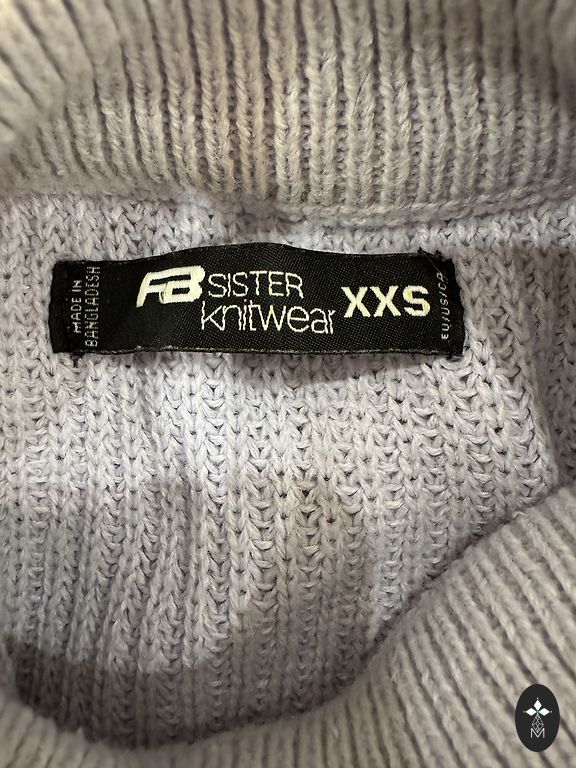 MADE IN
BANGLADESH
FB SISTER
knitwear
XXS
EU/US/CA
M